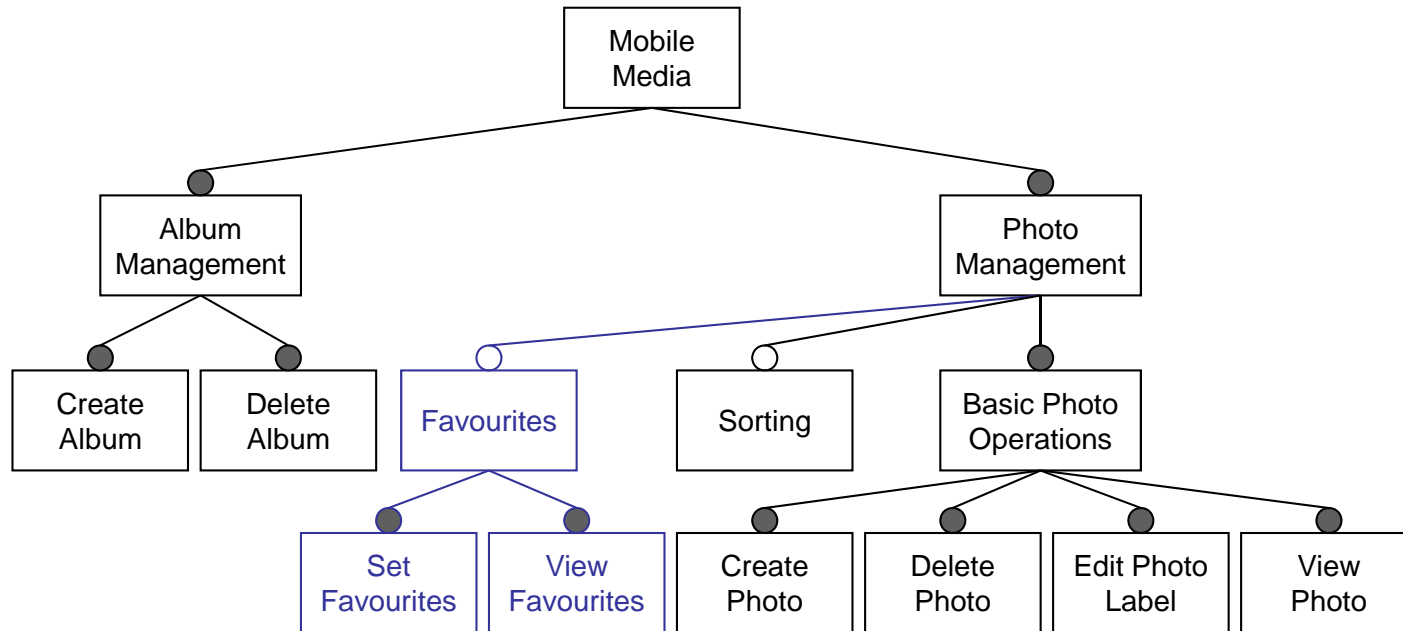 Mobile
Media
Album
Management
Photo
Management
Create
Album
Delete
Album
Favourites
Sorting
Basic Photo
Operations
Set
Favourites
View
Favourites
Create
Photo
Delete
Photo
Edit Photo
Label
View
Photo